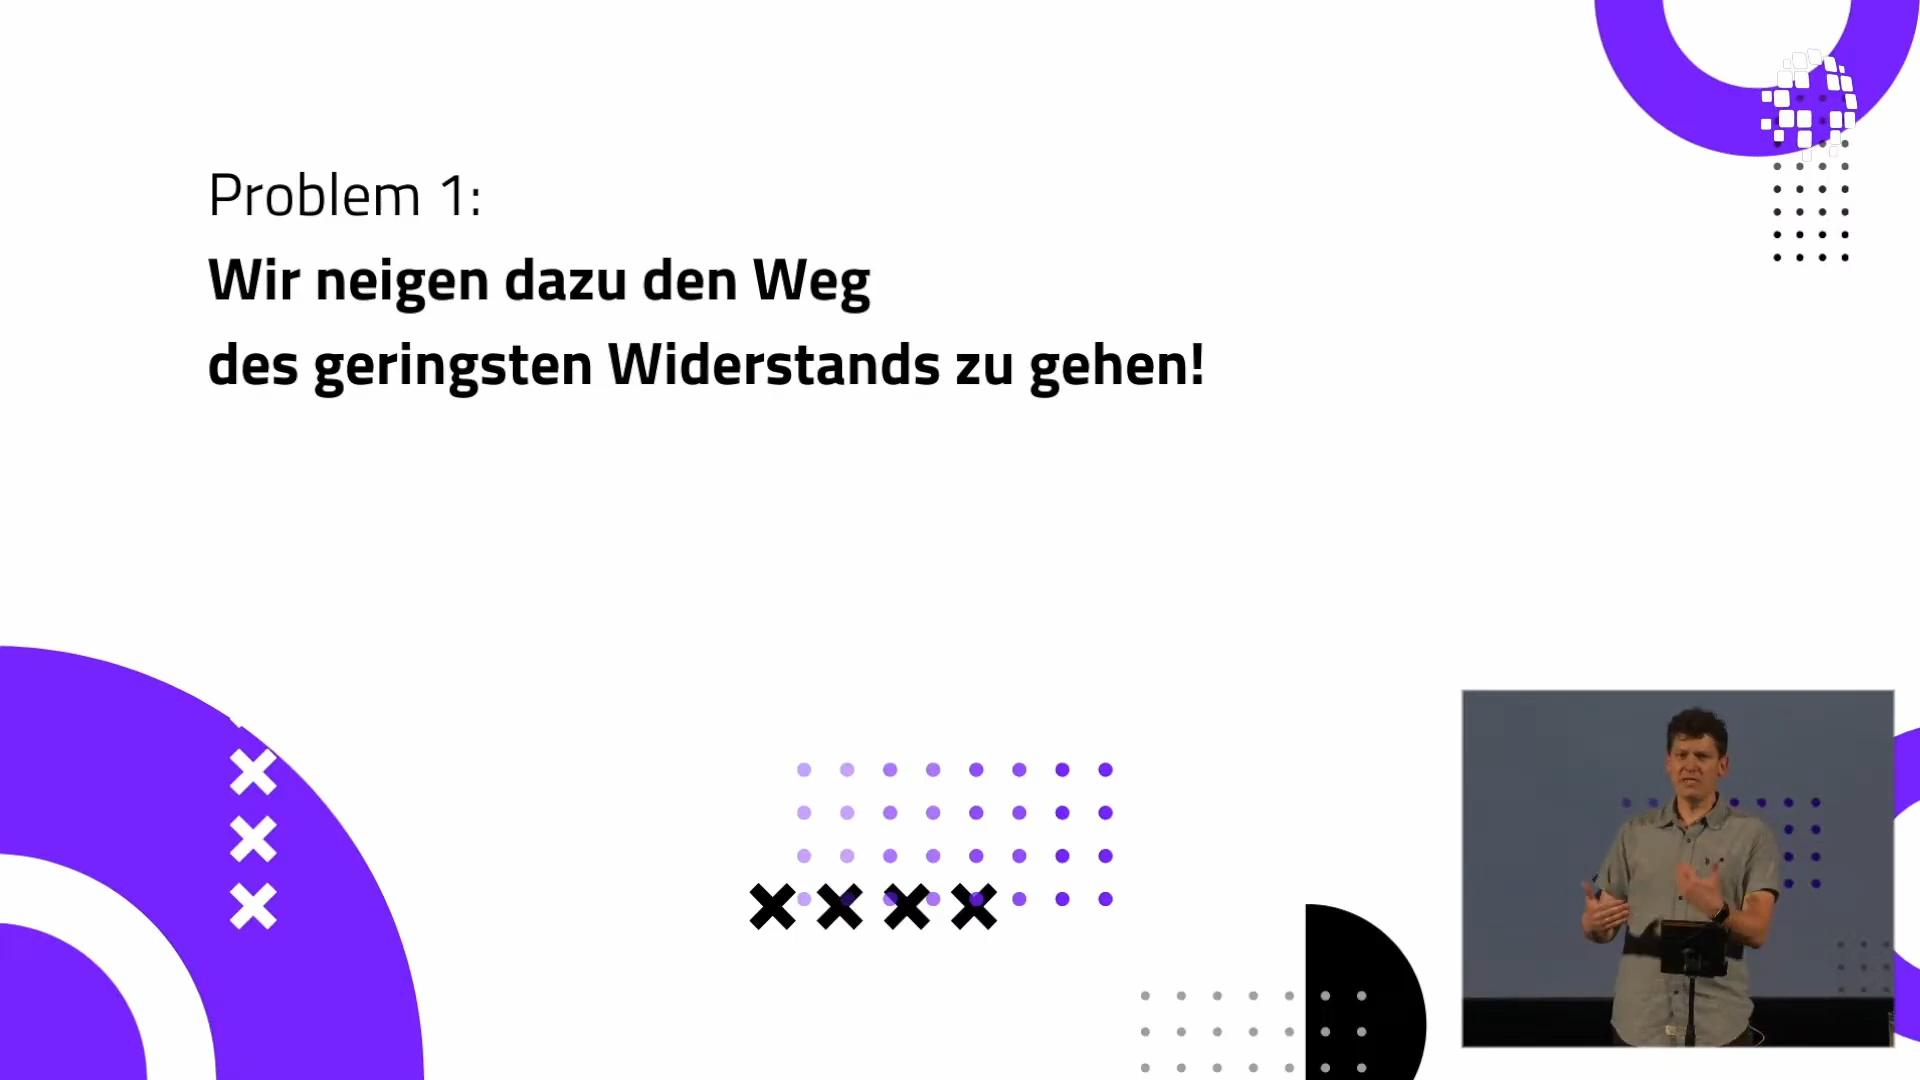 Problem 1:
Wir neigen dazu den Weg
des geringsten Widerstands zu gehen!